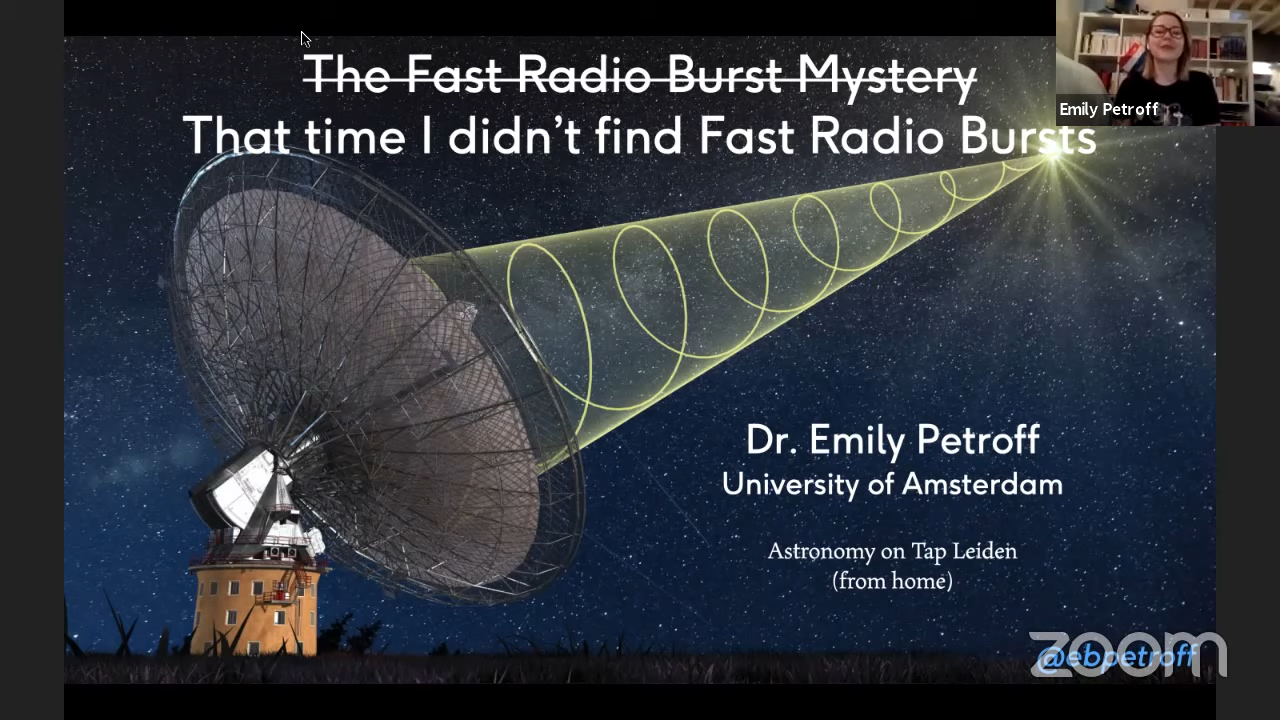 The Fast Radio Burst Mystery
That time I didn't find Fast Radio Bursts
Emily Petroff
Dr. Emily Petroff
University of Amsterdam
Astronomy on Tap Leiden
(from home)
@ebpetroff
zoom